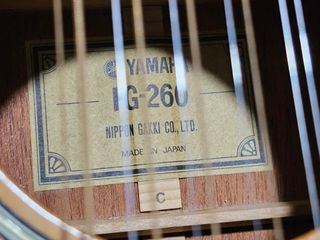 YAMAHA
FG-260
NIPPON GAKKI CO., LTD.
MADE IN JAPAN
C